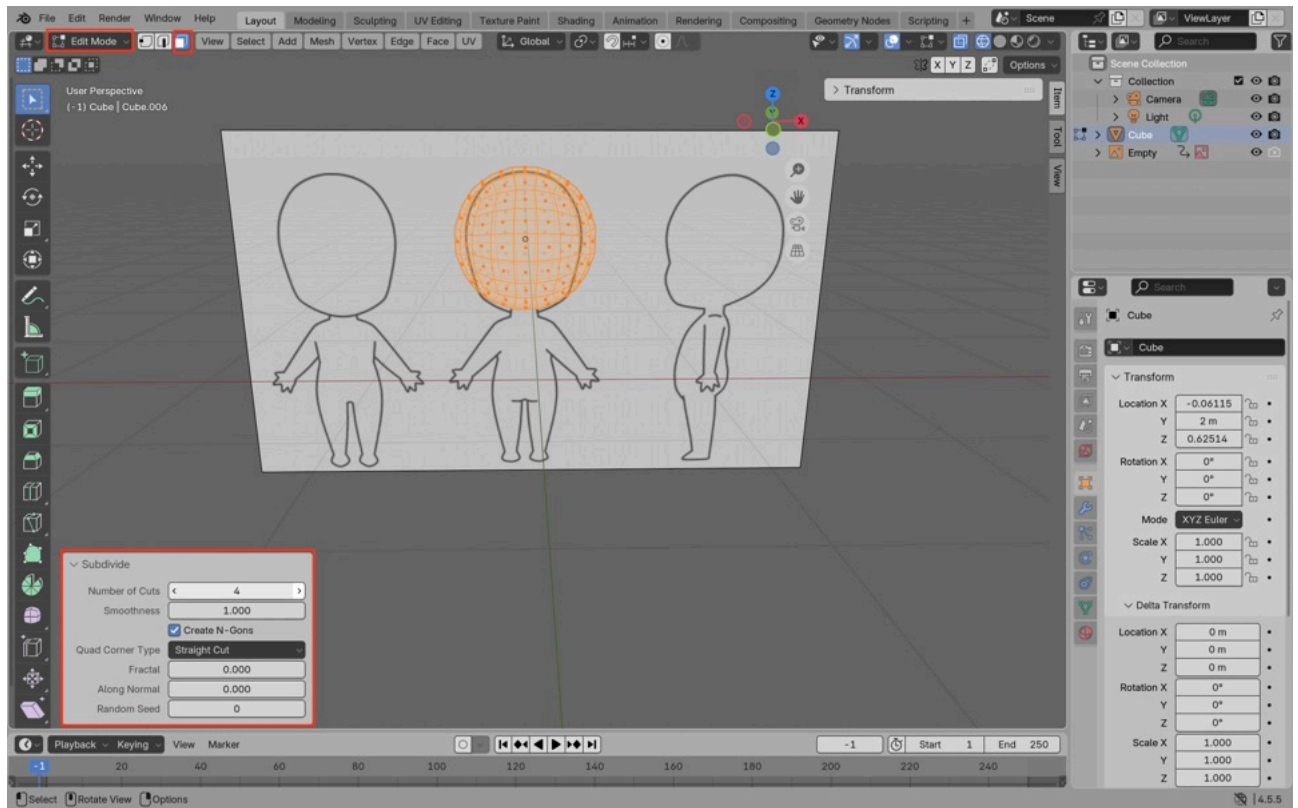 File Edit Render Window Help Layout Modeling Sculpting UV Editing Texture Paint Shading Animation Rendering Compositing Geometry Nodes Scripting + Scene ViewLayer
Edit Mode View Select Add Mesh Vertex Edge Face UV Global Search
X Y Z Options
User Perspective
(-1) Cube | Cube.006
Z
Y
X
> Transform
Item
Tool
View
Scene Collection
Collection
Camera
Light
Cube
Empty
Search
Cube
Cube
Transform
Location X -0.06115
Y 2 m
Z 0.62514
Rotation X 0°
Y 0°
Z 0°
Mode XYZ Euler
Scale X 1.000
Y 1.000
Z 1.000
Delta Transform
Location X 0 m
Y 0 m
Z 0 m
Rotation X 0°
Y 0°
Z 0°
Scale X 1.000
Y 1.000
Z 1.000
Subdivide
Number of Cuts 4
Smoothness 1.000
Create N-Gons
Quad Corner Type Straight Cut
Fractal 0.000
Along Normal 0.000
Random Seed 0
Playback Keying View Marker -1 Start 1 End 250
-1 20 40 60 80 100 120 140 160 180 200 220 240
Select Rotate View Options 4.5.5